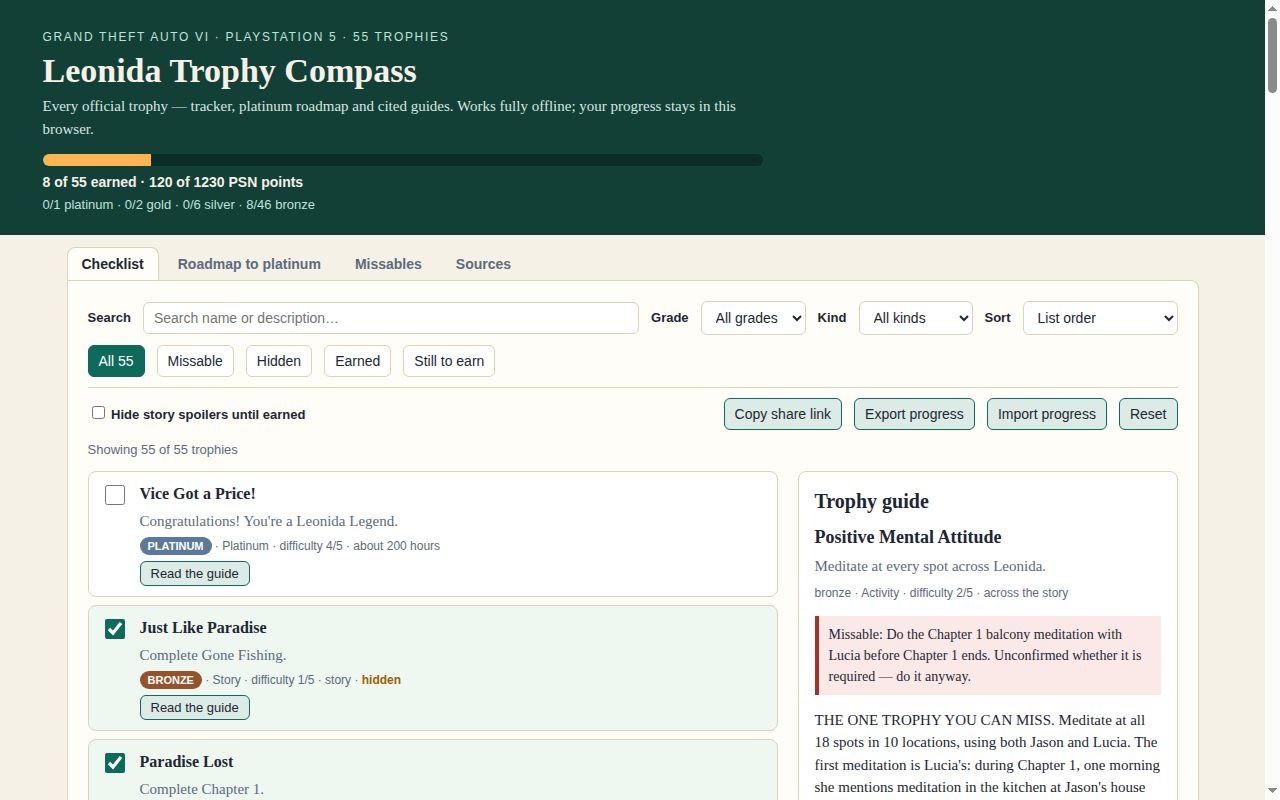 GRAND THEFT AUTO VI · PLAYSTATION 5 · 55 TROPHIES
Leonida Trophy Compass
Every official trophy — tracker, platinum roadmap and cited guides. Works fully offline; your progress stays in this
browser.
8 of 55 earned · 120 of 1230 PSN points
0/1 platinum · 0/2 gold · 0/6 silver · 8/46 bronze
Checklist Roadmap to platinum Missables Sources
Search Search name or description… Grade All grades Kind All kinds Sort List order
All 55 Missable Hidden Earned Still to earn
Hide story spoilers until earned Copy share link Export progress Import progress Reset
Showing 55 of 55 trophies
Vice Got a Price!
Congratulations! You're a Leonida Legend.
PLATINUM · Platinum · difficulty 4/5 · about 200 hours
Read the guide
Just Like Paradise
Complete Gone Fishing.
BRONZE · Story · difficulty 1/5 · story · hidden
Read the guide
Paradise Lost
Complete Chapter 1.
Trophy guide
Positive Mental Attitude
Meditate at every spot across Leonida.
bronze · Activity · difficulty 2/5 · across the story
Missable: Do the Chapter 1 balcony meditation with
Lucia before Chapter 1 ends. Unconfirmed whether it is
required — do it anyway.
THE ONE TROPHY YOU CAN MISS. Meditate at all
18 spots in 10 locations, using both Jason and Lucia. The
first meditation is Lucia's: during Chapter 1, one morning
she mentions meditation in the kitchen at Jason's house